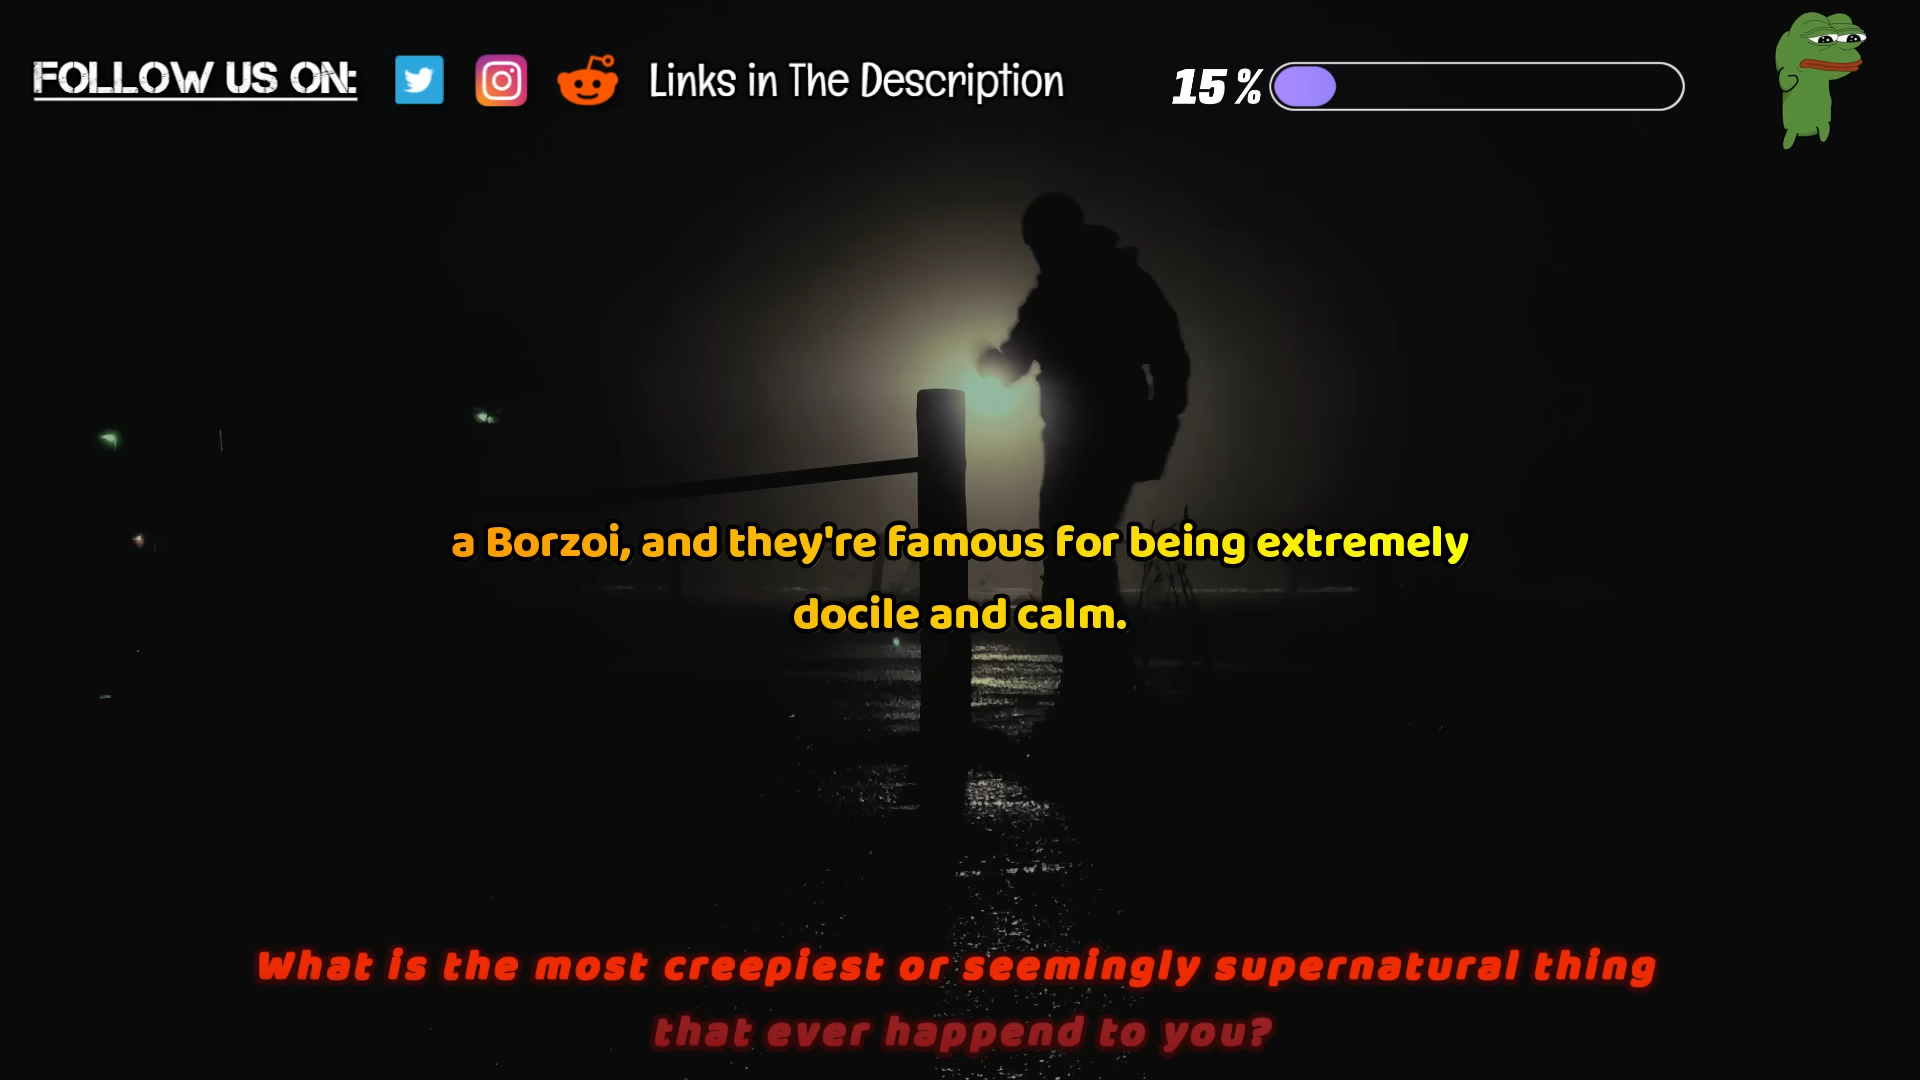 FOLLOW US ON:
Links in The Description
15 %
a Borzoi, and they're famous for being extremely
docile and calm.
What is the most creepiest or seemingly supernatural thing
that ever happend to you?